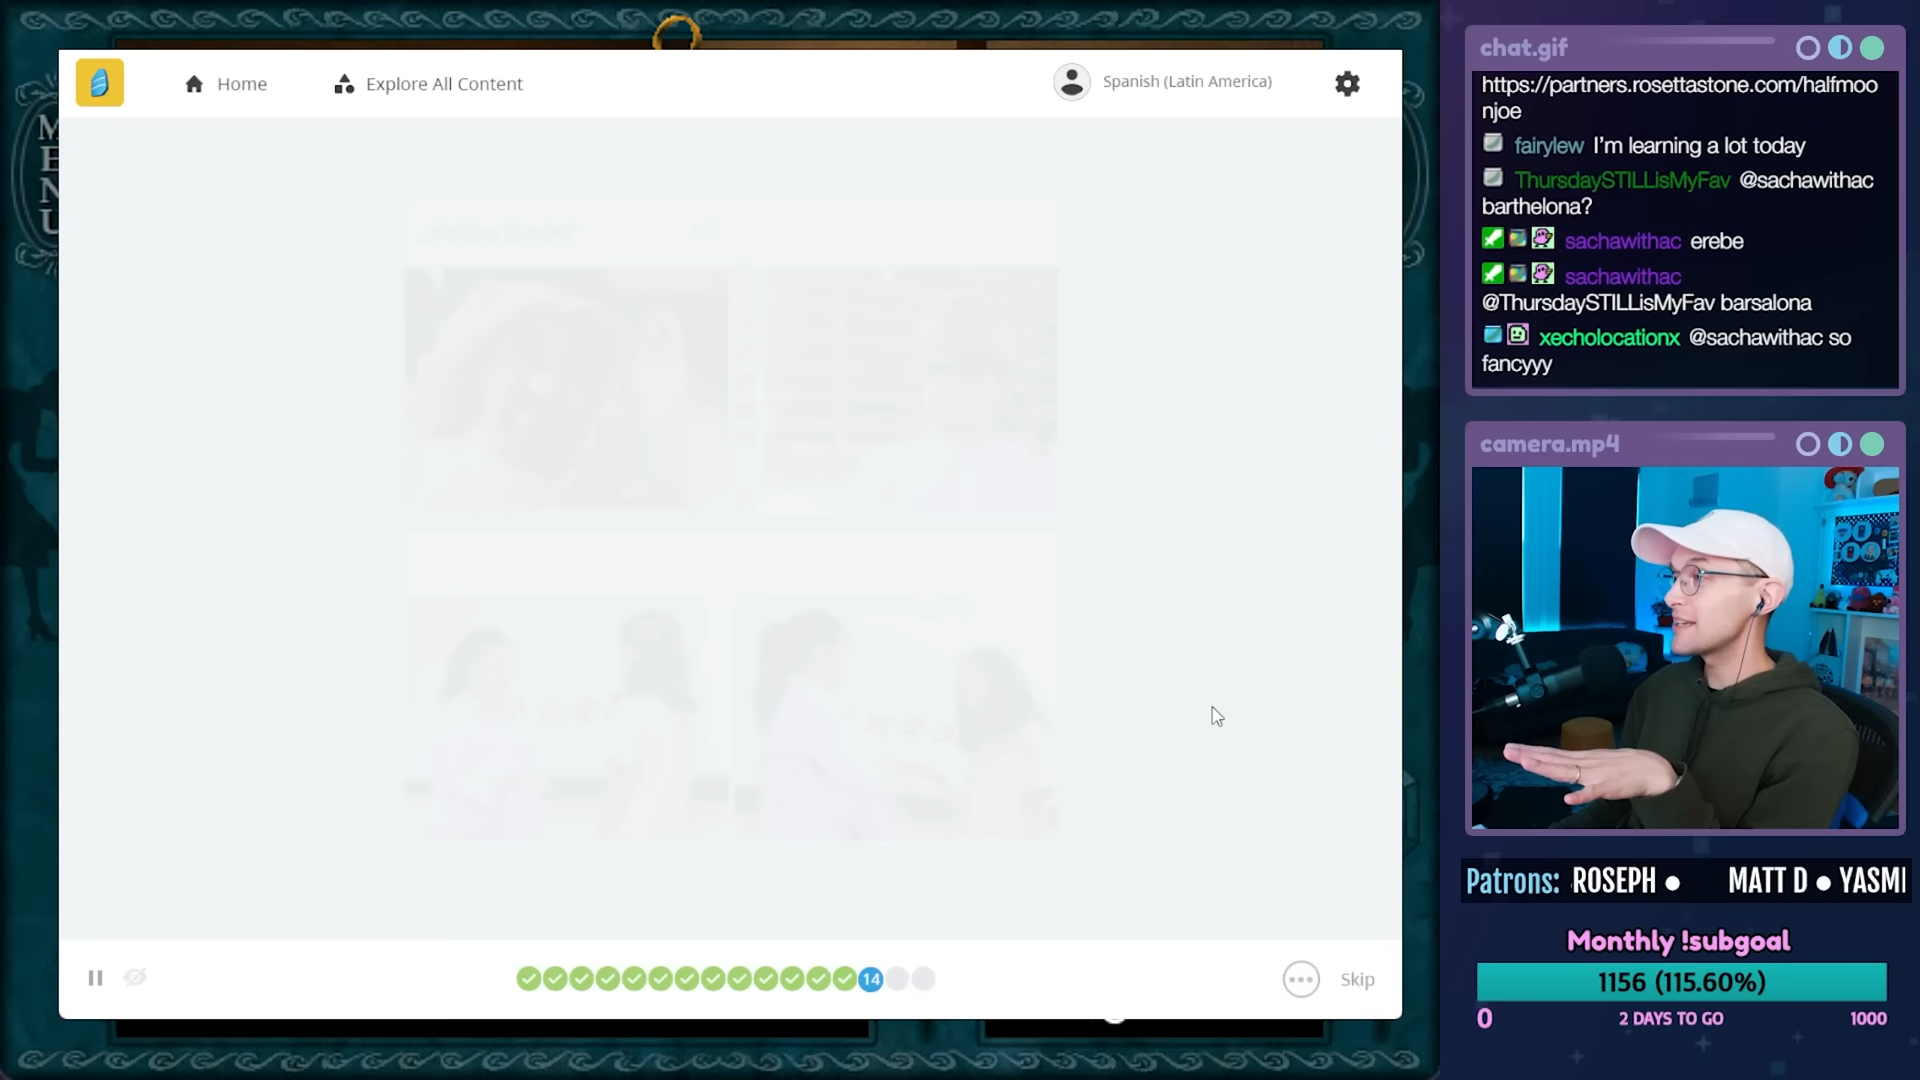 M
E
N
U
Home
Explore All Content
Spanish (Latin America)
14
Skip
chat.gif
https://partners.rosettastone.com/halfmoo
njoe
fairylew I'm learning a lot today
ThursdaySTILLisMyFav @sachawithac
barthelona?
sachawithac erebe
sachawithac
@ThursdaySTILLisMyFav barsalona
xecholocationx @sachawithac so
fancyyy
camera.mp4
Patrons: ROSEPH ● MATT D ● YASMI
Monthly !subgoal
1156 (115.60%)
0 2 DAYS TO GO 1000